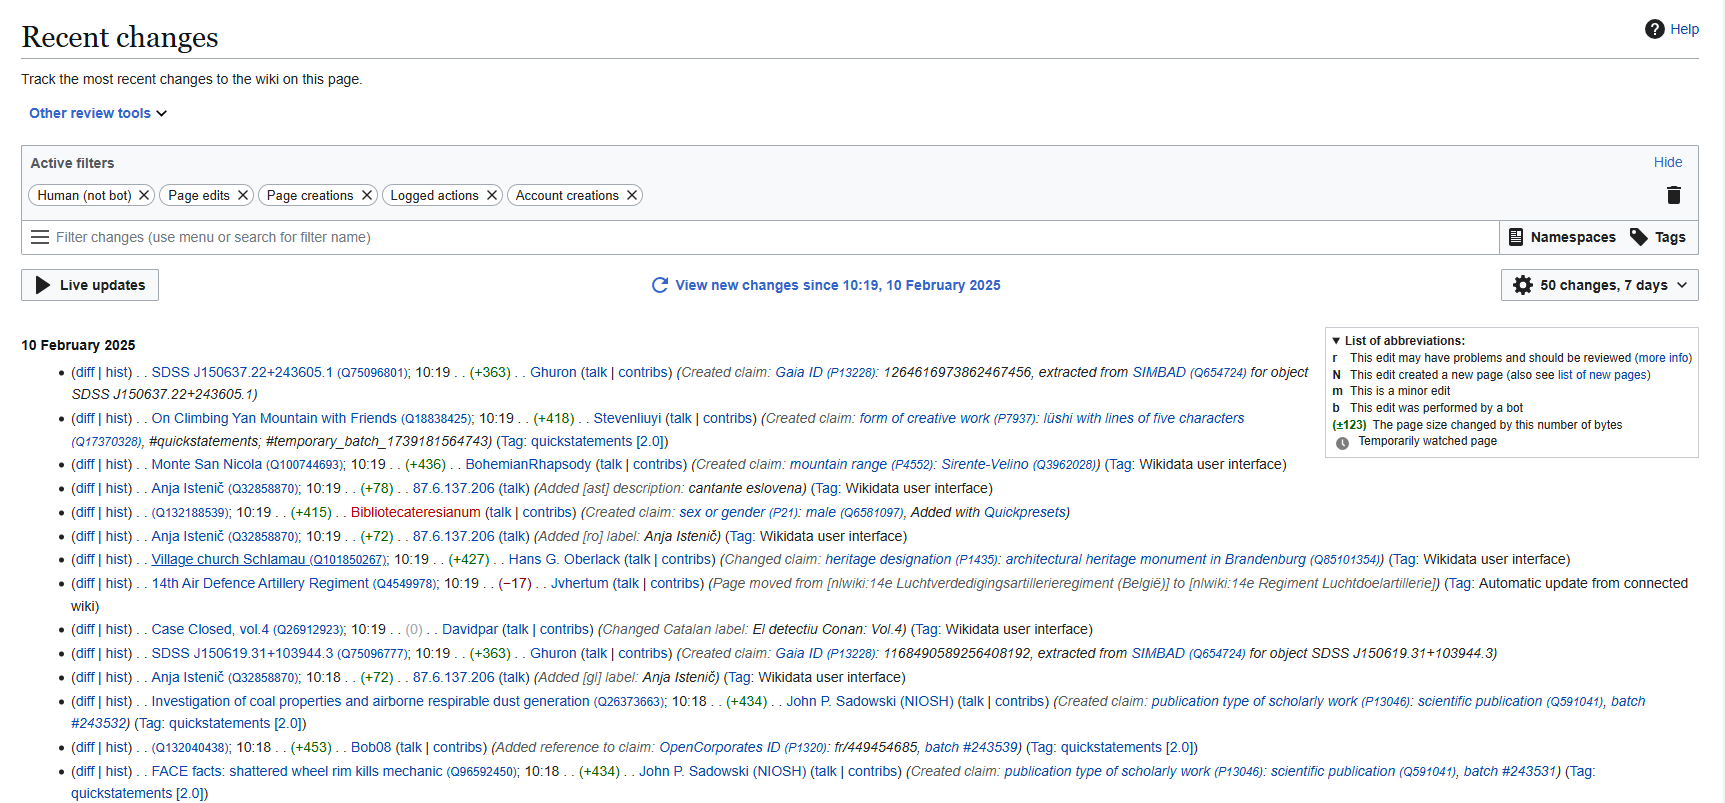 Recent changes
Help
Track the most recent changes to the wiki on this page.
Other review tools
Active filters
Hide
Human (not bot)
Page edits
Page creations
Logged actions
Account creations
Filter changes (use menu or search for filter name)
Namespaces
Tags
Live updates
View new changes since 10:19, 10 February 2025
50 changes, 7 days
List of abbreviations:
r This edit may have problems and should be reviewed (more info)
N This edit created a new page (also see list of new pages)
m This is a minor edit
b This edit was performed by a bot
(±123) The page size changed by this number of bytes
Temporarily watched page
10 February 2025
(diff | hist) . . SDSS J150637.22+243605.1 (Q75096801); 10:19 . . (+363) . . Ghuron (talk | contribs) (Created claim: Gaia ID (P13228): 1264616973862467456, extracted from SIMBAD (Q654724) for object
SDSS J150637.22+243605.1)
(diff | hist) . . On Climbing Yan Mountain with Friends (Q18838425); 10:19 . . (+418) . . Stevenliuyi (talk | contribs) (Created claim: form of creative work (P7937): lüshi with lines of five characters
(Q17370328), #quickstatements; #temporary_batch_1739181564743) (Tag: quickstatements [2.0])
(diff | hist) . . Monte San Nicola (Q100744693); 10:19 . . (+436) . . BohemianRhapsody (talk | contribs) (Created claim: mountain range (P4552): Sirente-Velino (Q3962028)) (Tag: Wikidata user interface)
(diff | hist) . . Anja Istenič (Q32858870); 10:19 . . (+78) . . 87.6.137.206 (talk) (Added [ast] description: cantante eslovena) (Tag: Wikidata user interface)
(diff | hist) . . (Q132188539); 10:19 . . (+415) . . Bibliotecateresianum (talk | contribs) (Created claim: sex or gender (P21): male (Q6581097), Added with Quickpresets)
(diff | hist) . . Anja Istenič (Q32858870); 10:19 . . (+72) . . 87.6.137.206 (talk) (Added [ro] label: Anja Istenič) (Tag: Wikidata user interface)
(diff | hist) . . Village church Schlamau (Q101850267); 10:19 . . (+427) . . Hans G. Oberlack (talk | contribs) (Changed claim: heritage designation (P1435): architectural heritage monument in Brandenburg (Q85101354)) (Tag: Wikidata user interface)
(diff | hist) . . 14th Air Defence Artillery Regiment (Q4549978); 10:19 . . (−17) . . Jvhertum (talk | contribs) (Page moved from [nlwiki:14e Luchtverdedigingsartillerieregiment (België)] to [nlwiki:14e Regiment Luchtdoelartillerie]) (Tag: Automatic update from connected
wiki)
(diff | hist) . . Case Closed, vol.4 (Q26912923); 10:19 . . (0) . . Davidpar (talk | contribs) (Changed Catalan label: El detectiu Conan: Vol.4) (Tag: Wikidata user interface)
(diff | hist) . . SDSS J150619.31+103944.3 (Q75096777); 10:19 . . (+363) . . Ghuron (talk | contribs) (Created claim: Gaia ID (P13228): 1168490589256408192, extracted from SIMBAD (Q654724) for object SDSS J150619.31+103944.3)
(diff | hist) . . Anja Istenič (Q32858870); 10:18 . . (+72) . . 87.6.137.206 (talk) (Added [gl] label: Anja Istenič) (Tag: Wikidata user interface)
(diff | hist) . . Investigation of coal properties and airborne respirable dust generation (Q26373663); 10:18 . . (+434) . . John P. Sadowski (NIOSH) (talk | contribs) (Created claim: publication type of scholarly work (P13046): scientific publication (Q591041), batch
#243532) (Tag: quickstatements [2.0])
(diff | hist) . . (Q132040438); 10:18 . . (+453) . . Bob08 (talk | contribs) (Added reference to claim: OpenCorporates ID (P1320): fr/449454685, batch #243539) (Tag: quickstatements [2.0])
(diff | hist) . . FACE facts: shattered wheel rim kills mechanic (Q96592450); 10:18 . . (+434) . . John P. Sadowski (NIOSH) (talk | contribs) (Created claim: publication type of scholarly work (P13046): scientific publication (Q591041), batch #243531) (Tag:
quickstatements [2.0])